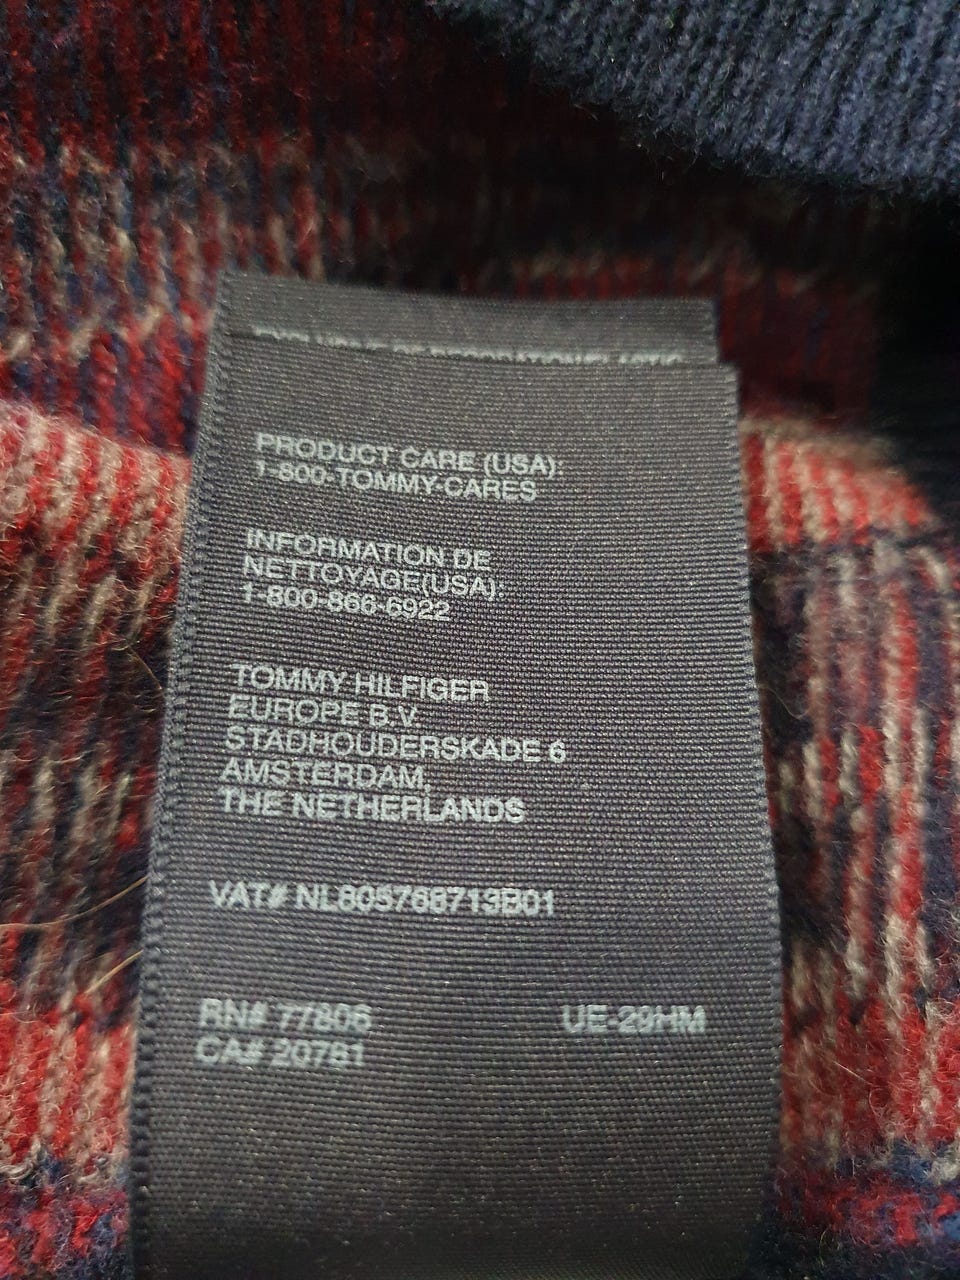 PRODUCT CARE (USA):
1-800-TOMMY-CARES
INFORMATION DE
NETTOYAGE(USA):
1-800-866-6922
TOMMY HILFIGER
EUROPE B.V.
STADHOUDERSKADE 6
AMSTERDAM,
THE NETHERLANDS
VAT# NL805768713B01
RN# 77806
UE-29HM
CA# 20781